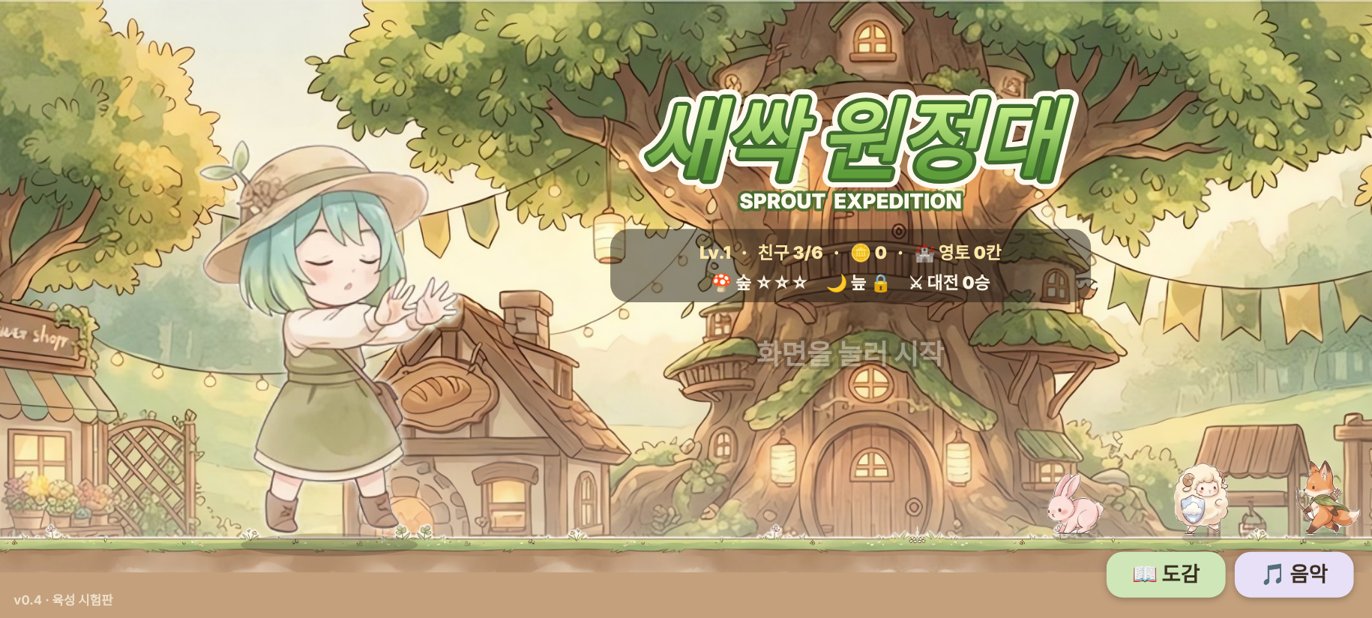 새싹 원정대
SPROUT EXPEDITION
Lv.1 · 친구 3/6 · 🪙 0 · 🏰 영토 0칸
🍄 숲 ☆☆☆ 🌙 늪 🔒 ⚔ 대전 0승
화면을 눌러 시작
shop
📖 도감
🎵 음악
v0.4 · 육성 시험판